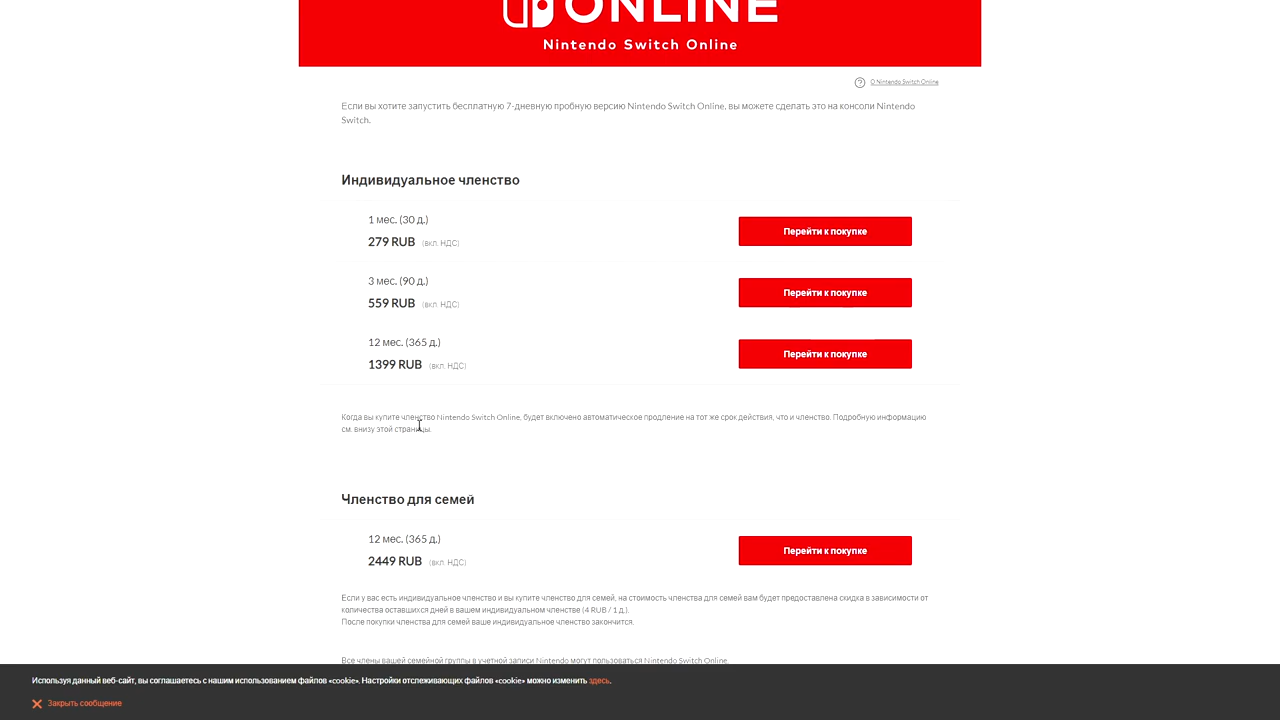 ONLINE
Nintendo Switch Online
О Nintendo Switch Online
Если вы хотите запустить бесплатную 7-дневную пробную версию Nintendo Switch Online, вы можете сделать это на консоли Nintendo
Switch.
Индивидуальное членство
1 мес. (30 д.)
279 RUB (вкл. НДС)
Перейти к покупке
3 мес. (90 д.)
559 RUB (вкл. НДС)
Перейти к покупке
12 мес. (365 д.)
1399 RUB (вкл. НДС)
Перейти к покупке
Когда вы купите членство Nintendo Switch Online, будет включено автоматическое продление на тот же срок действия, что и членство. Подробную информацию
см. внизу этой страницы.
Членство для семей
12 мес. (365 д.)
2449 RUB (вкл. НДС)
Перейти к покупке
Если у вас есть индивидуальное членство и вы купите членство для семей, на стоимость членства для семей вам будет предоставлена скидка в зависимости от
количества оставшихся дней в вашем индивидуальном членстве (4 RUB / 1 д.).
После покупки членства для семей ваше индивидуальное членство закончится.
Все члены вашей семейной группы в учетной записи Nintendo могут пользоваться Nintendo Switch Online.
Используя данный веб-сайт, вы соглашаетесь с нашим использованием файлов «cookie». Настройки отслеживающих файлов «cookie» можно изменить здесь.
Закрыть сообщение